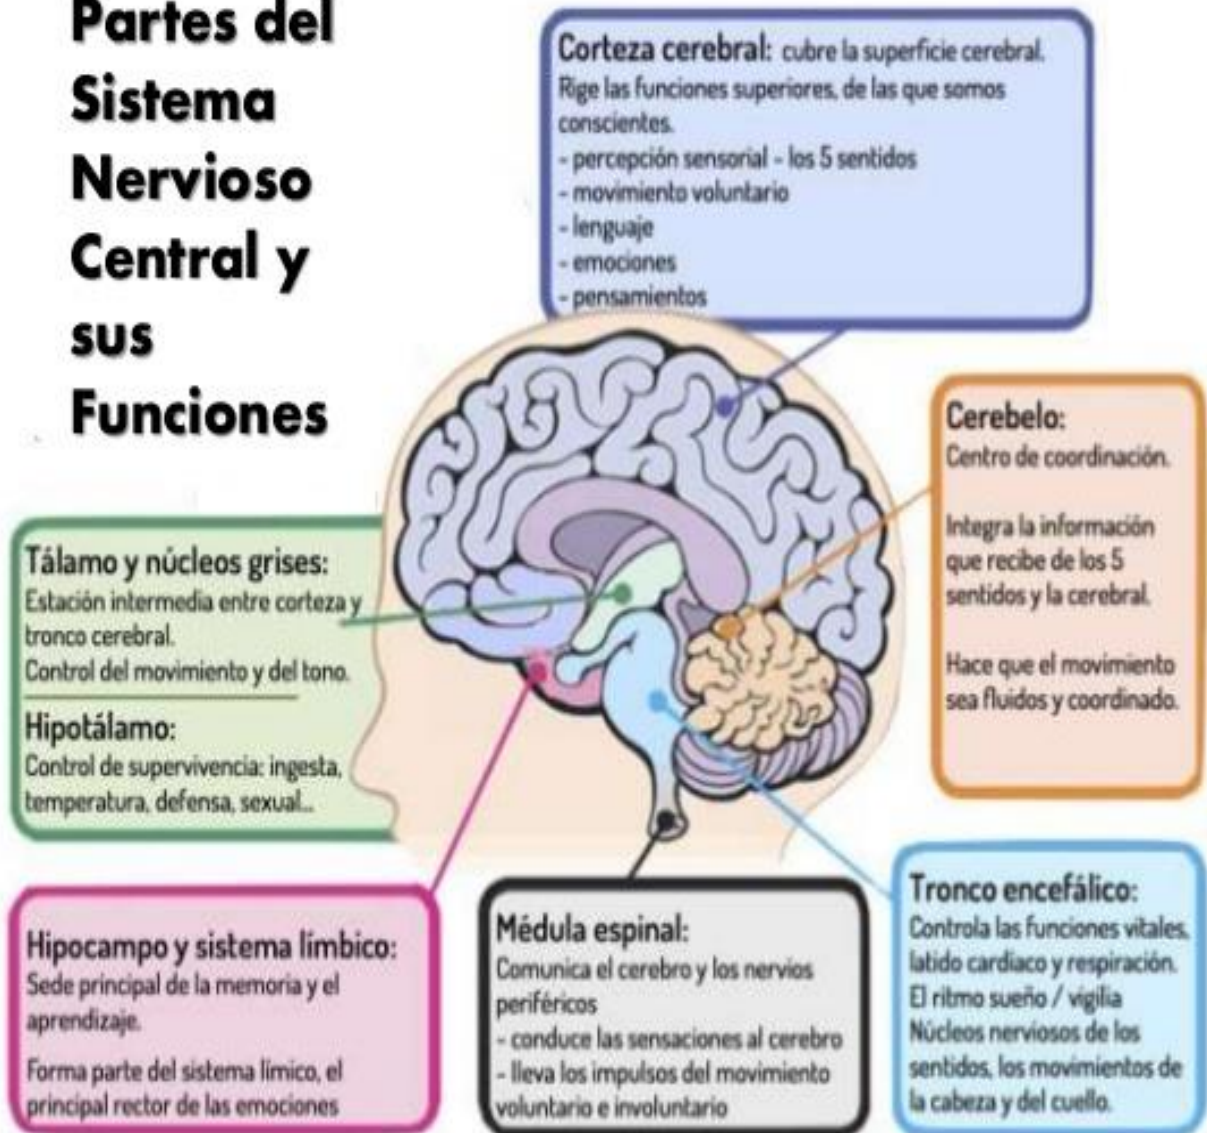 Partes del
Sistema
Nervioso
Central y
sus
Funciones
Corteza cerebral: cubre la superficie cerebral.
Rige las funciones superiores, de las que somos
conscientes.
- percepción sensorial - los 5 sentidos
- movimiento voluntario
- lenguaje
- emociones
- pensamientos
Cerebelo:
Centro de coordinación.
Integra la información
que recibe de los 5
sentidos y la cerebral.
Hace que el movimiento
sea fluidos y coordinado.
Tálamo y núcleos grises:
Estación intermedia entre corteza y
tronco cerebral.
Control del movimiento y del tono.
Hipotálamo:
Control de supervivencia: ingesta,
temperatura, defensa, sexual...
Hipocampo y sistema límbico:
Sede principal de la memoria y el
aprendizaje.
Forma parte del sistema límico, el
principal rector de las emociones
Médula espinal:
Comunica el cerebro y los nervios
periféricos
- conduce las sensaciones al cerebro
- lleva los impulsos del movimiento
voluntario e involuntario
Tronco encefálico:
Controla las funciones vitales,
latido cardiaco y respiración.
El ritmo sueño / vigilia
Núcleos nerviosos de los
sentidos, los movimientos de
la cabeza y del cuello.